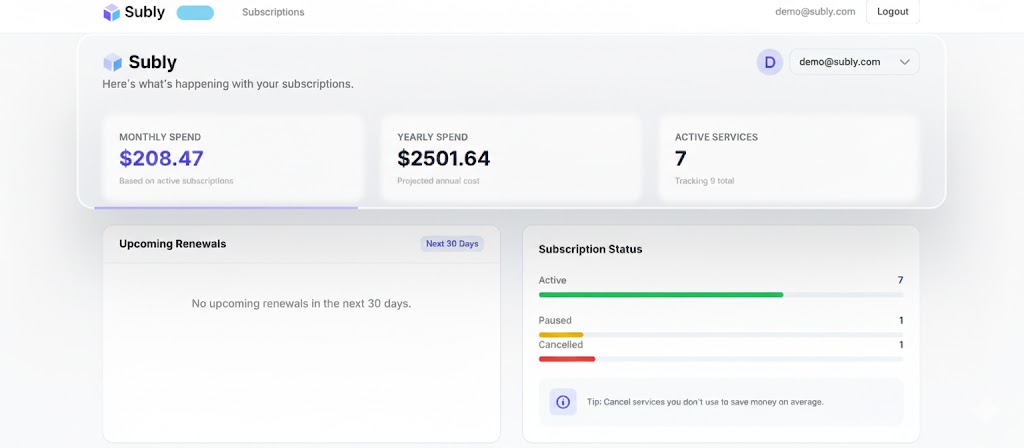 Subly
Subscriptions
demo@subly.com
Logout
Subly
Here's what's happening with your subscriptions.
D
demo@subly.com
MONTHLY SPEND
$208.47
Based on active subscriptions
YEARLY SPEND
$2501.64
Projected annual cost
ACTIVE SERVICES
7
Tracking 9 total
Upcoming Renewals
Next 30 Days
No upcoming renewals in the next 30 days.
Subscription Status
Active 7
Paused 1
Cancelled 1
Tip: Cancel services you don't use to save money on average.